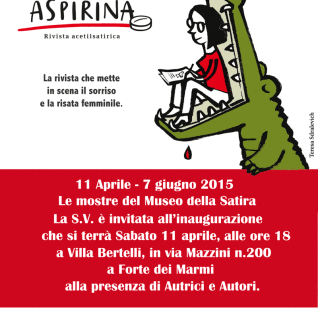 ASPIRINA
Rivista acetilsatirica
La rivista che mette
in scena il sorriso
e la risata femminile.
Teresa Sdralevich
11 Aprile - 7 giugno 2015
Le mostre del Museo della Satira
La S.V. è invitata all'inaugurazione
che si terrà Sabato 11 aprile, alle ore 18
a Villa Bertelli, in via Mazzini n.200
a Forte dei Marmi
alla presenza di Autrici e Autori.